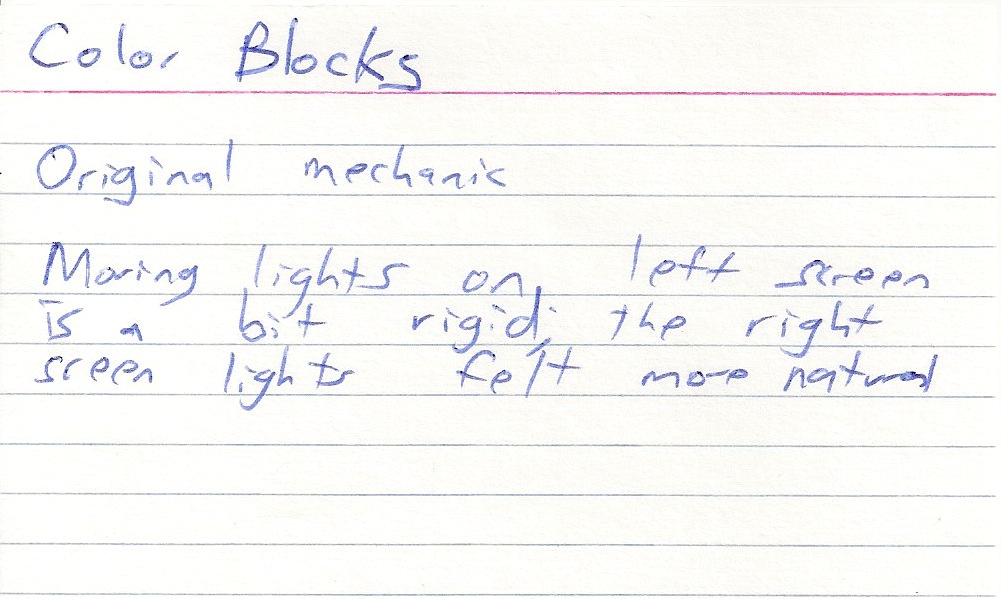 Color Blocks
Original mechanic
Moving lights on left screen
is a bit rigid; the right
screen lights felt more natural